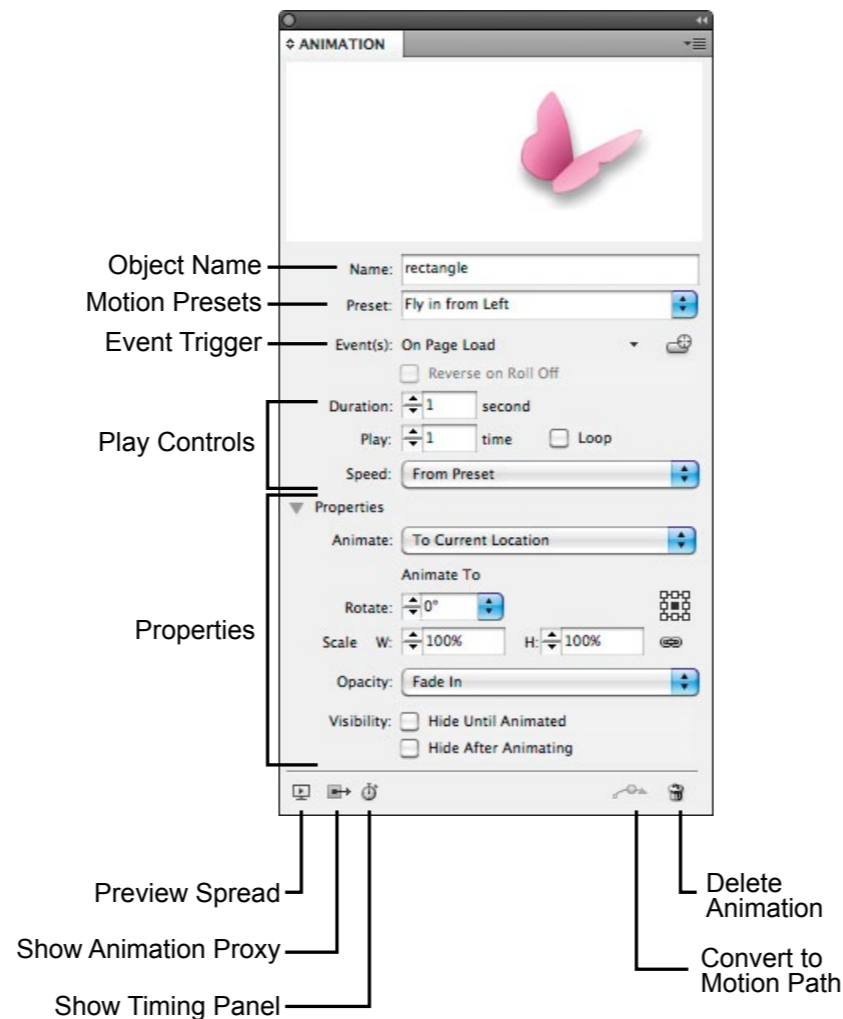 ANIMATION
Object Name
Name: rectangle
Motion Presets
Preset: Fly in from Left
Event Trigger
Event(s): On Page Load
Reverse on Roll Off
Play Controls
Duration: 1 second
Play: 1 time Loop
Speed: From Preset
Properties
Properties
Animate: To Current Location
Animate To
Rotate: 0°
Scale W: 100% H: 100%
Opacity: Fade In
Visibility: Hide Until Animated
Hide After Animating
Preview Spread
Show Animation Proxy
Show Timing Panel
Delete
Animation
Convert to
Motion Path